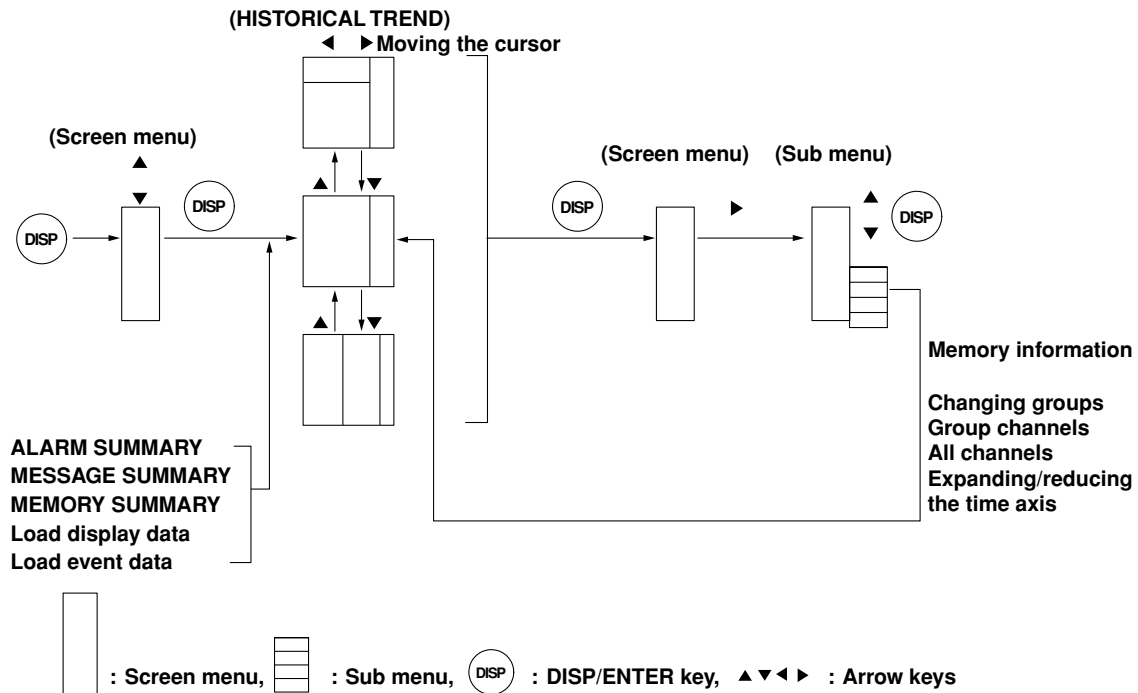 (HISTORICAL TREND)
◀ ▶ Moving the cursor
(Screen menu)
▲
▼
DISP
DISP
▲ ▼
▲ ▼
(Screen menu)
(Sub menu)
DISP
▶
▲
▼
DISP
Memory information
Changing groups
Group channels
All channels
Expanding/reducing
the time axis
ALARM SUMMARY
MESSAGE SUMMARY
MEMORY SUMMARY
Load display data
Load event data
: Screen menu, : Sub menu, DISP : DISP/ENTER key, ▲▼◀ ▶ : Arrow keys